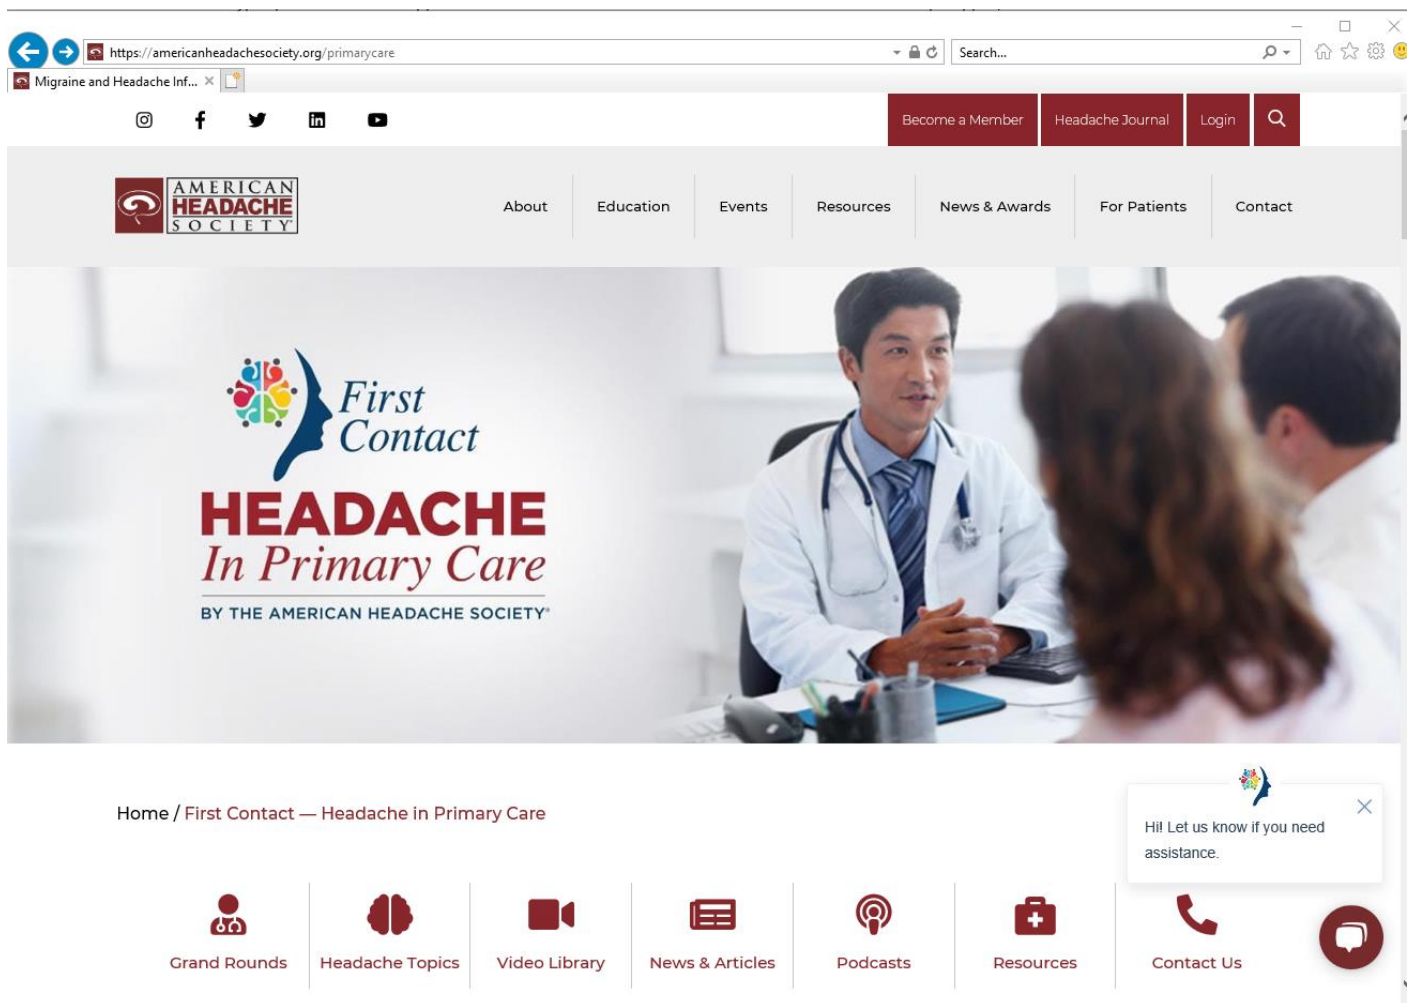 https://americanheadachesociety.org/primarycare
Search...
Migraine and Headache Inf...
Become a Member
Headache Journal
Login
AMERICAN
HEADACHE
SOCIETY
About
Education
Events
Resources
News & Awards
For Patients
Contact
First
Contact
HEADACHE
In Primary Care
BY THE AMERICAN HEADACHE SOCIETY®
Home / First Contact — Headache in Primary Care
Hi! Let us know if you need
assistance.
Grand Rounds
Headache Topics
Video Library
News & Articles
Podcasts
Resources
Contact Us